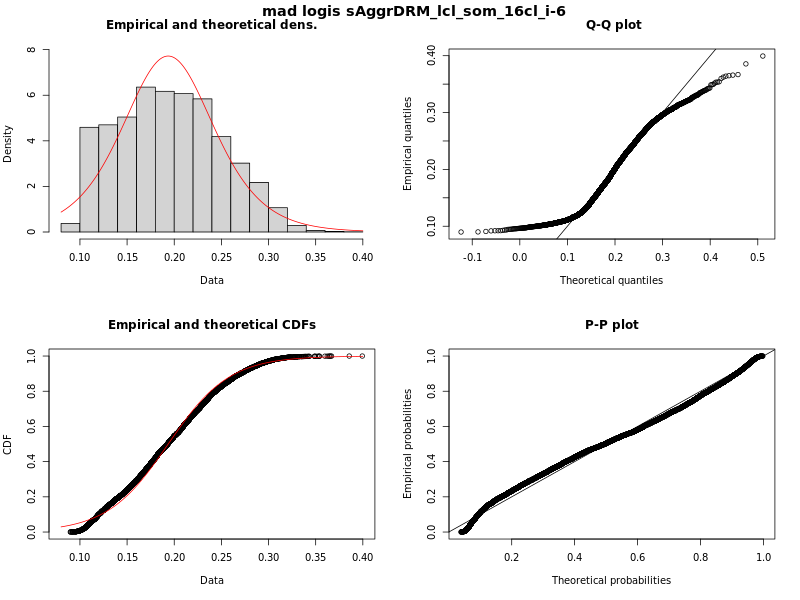 mad logis sAggrDRM_lcl_som_16cl_i-6
Empirical and theoretical dens.
Density
0 2 4 6 8
0.10 0.15 0.20 0.25 0.30 0.35 0.40
Data
Q-Q plot
Empirical quantiles
0.10 0.20 0.30 0.40
-0.1 0.0 0.1 0.2 0.3 0.4 0.5
Theoretical quantiles
Empirical and theoretical CDFs
CDF
0.0 0.2 0.4 0.6 0.8 1.0
0.10 0.15 0.20 0.25 0.30 0.35 0.40
Data
P-P plot
Empirical probabilities
0.0 0.2 0.4 0.6 0.8 1.0
0.2 0.4 0.6 0.8 1.0
Theoretical probabilities